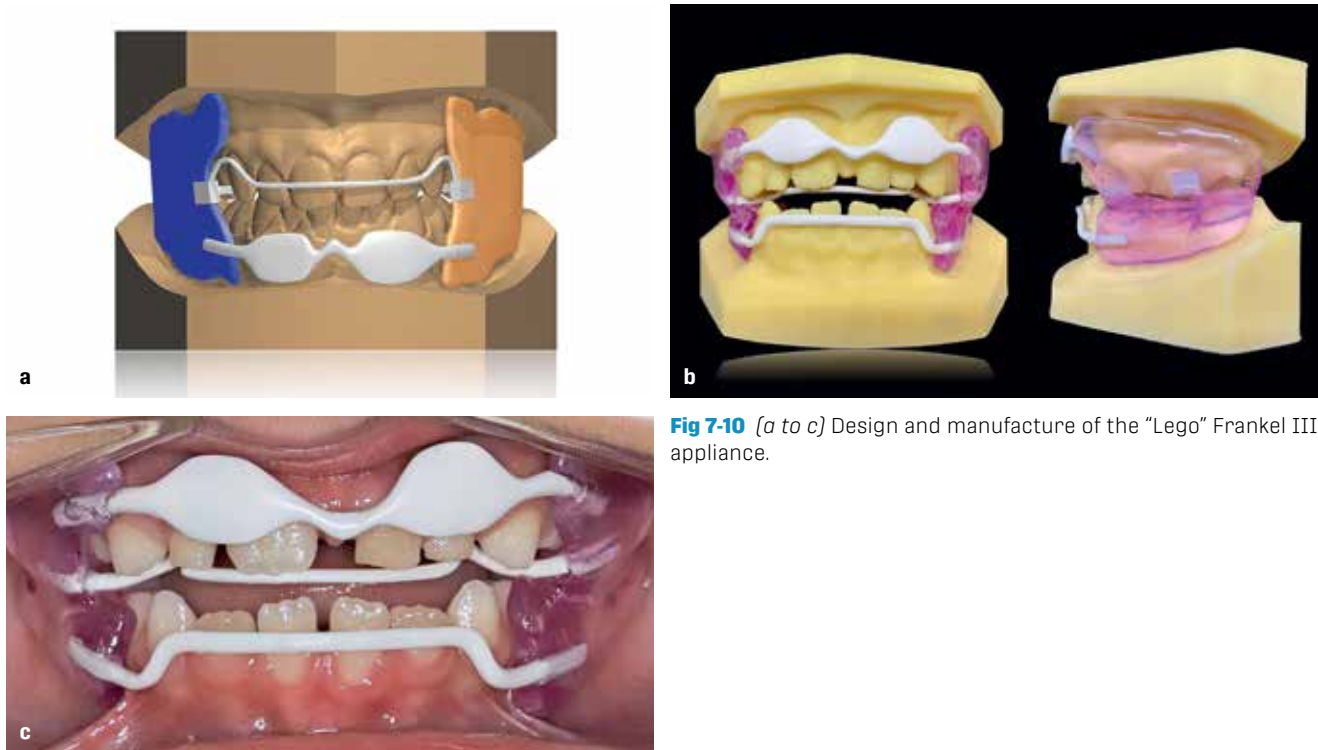 a
b
Fig 7-10 (a to c) Design and manufacture of the “Lego” Frankel III
appliance.
c